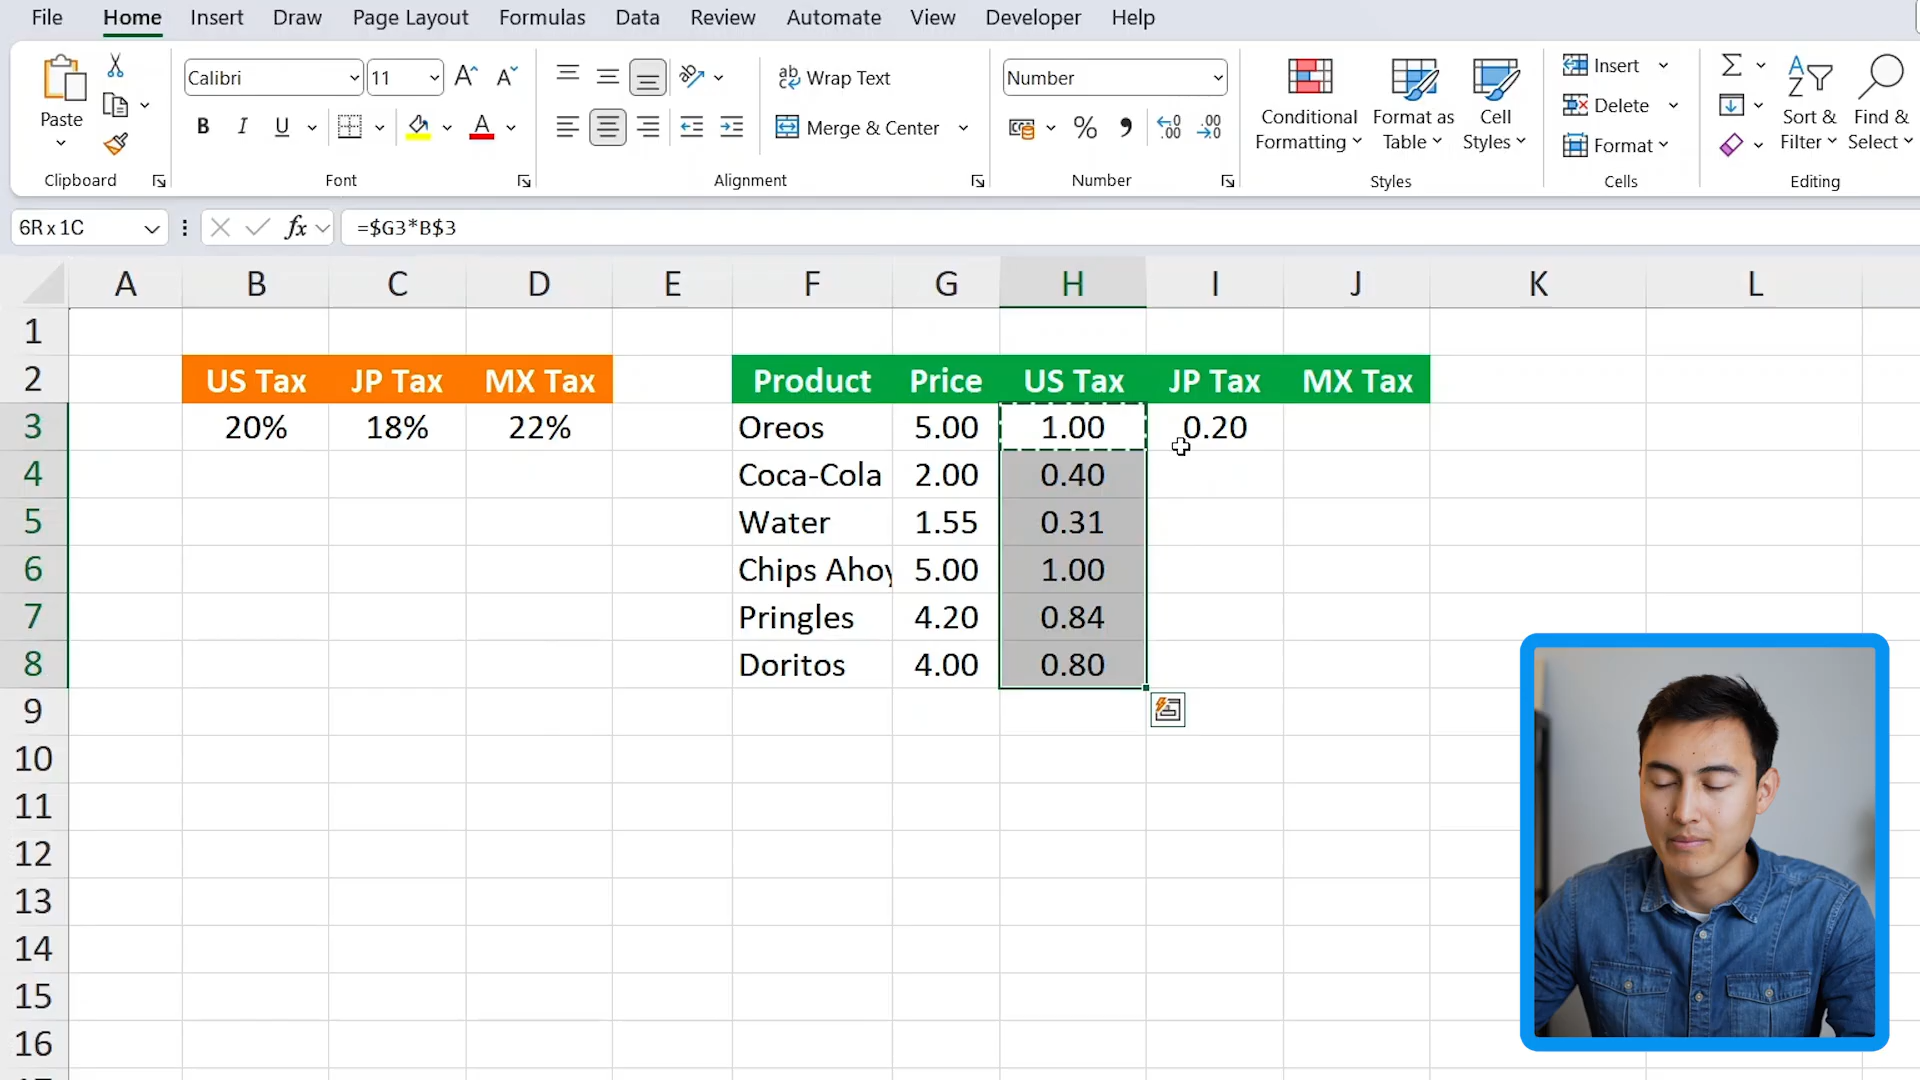 File Home Insert Draw Page Layout Formulas Data Review Automate View Developer Help
Calibri 11 A A Wrap Text Number Insert
Paste B I U A Merge & Center % Conditional Formatting Format as Table Cell Styles Delete Sort & Filter Find & Select
Format
Clipboard Font Alignment Number Styles Cells Editing
6R x 1C fx =$G3*B$3
A B C D E F G H I J K L
1
2 US Tax JP Tax MX Tax Product Price US Tax JP Tax MX Tax
3 20% 18% 22% Oreos 5.00 1.00 0.20
4 Coca-Cola 2.00 0.40
5 Water 1.55 0.31
6 Chips Ahoy 5.00 1.00
7 Pringles 4.20 0.84
8 Doritos 4.00 0.80
9
10
11
12
13
14
15
16